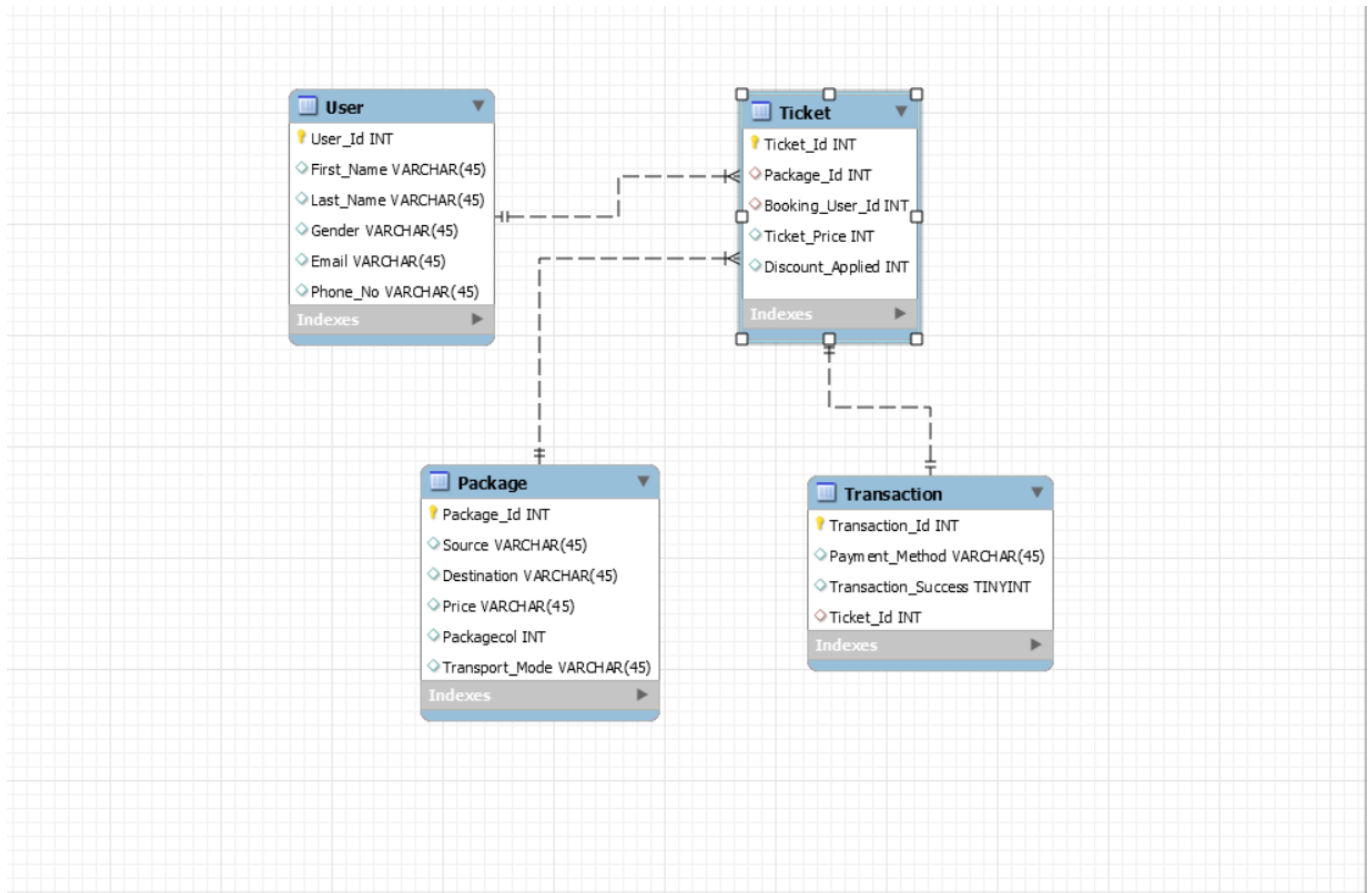 User
User_Id INT
First_Name VARCHAR(45)
Last_Name VARCHAR(45)
Gender VARCHAR(45)
Email VARCHAR(45)
Phone_No VARCHAR(45)
Indexes
Ticket
Ticket_Id INT
Package_Id INT
Booking_User_Id INT
Ticket_Price INT
Discount_Applied INT
Indexes
Package
Package_Id INT
Source VARCHAR(45)
Destination VARCHAR(45)
Price VARCHAR(45)
Packagecol INT
Transport_Mode VARCHAR(45)
Indexes
Transaction
Transaction_Id INT
Payment_Method VARCHAR(45)
Transaction_Success TINYINT
Ticket_Id INT
Indexes